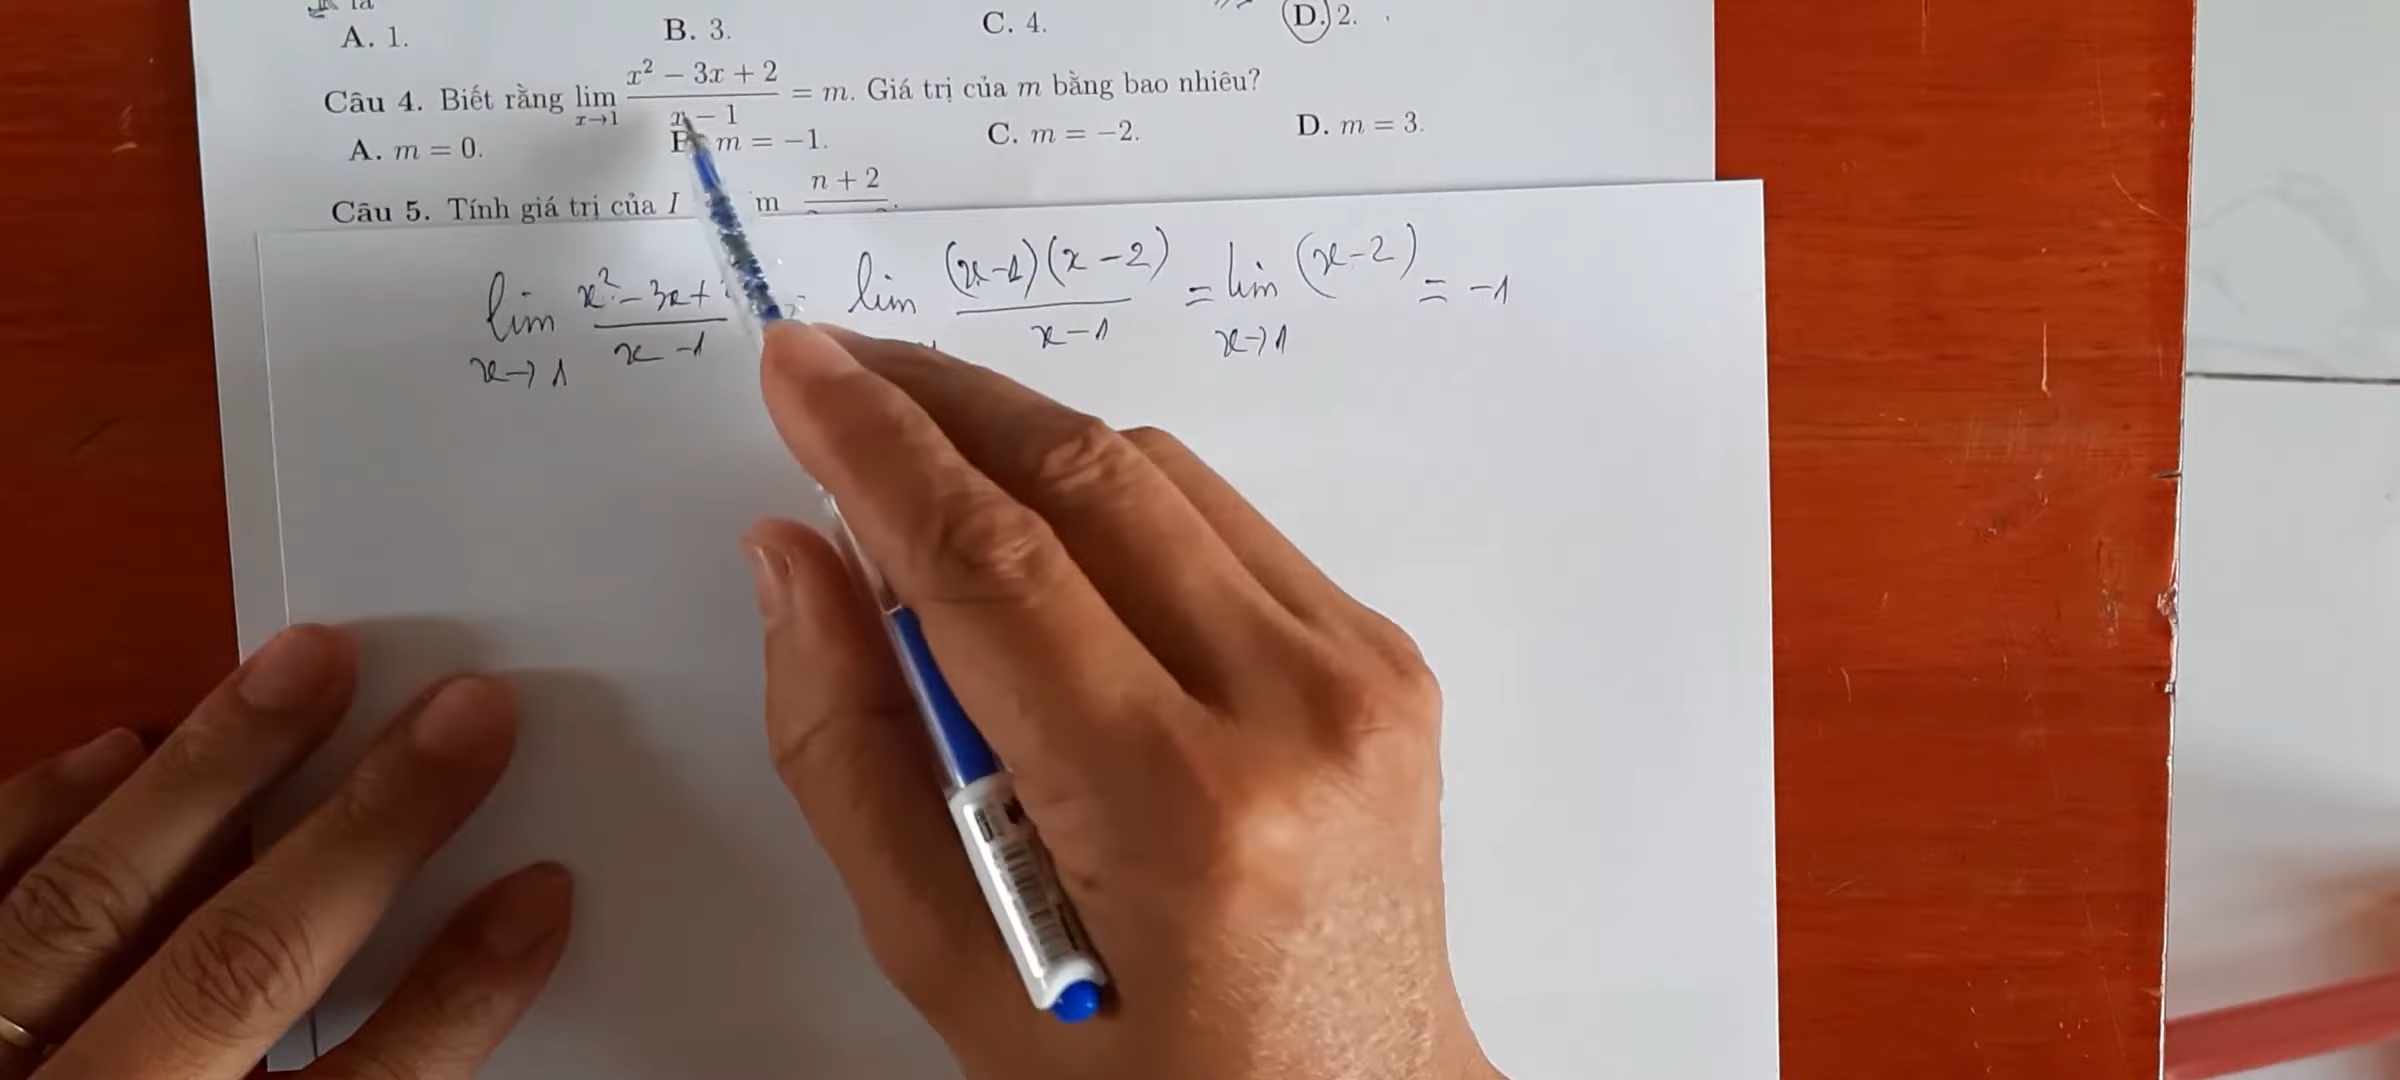 là
A. 1. B. 3. C. 4. D. 2.
Câu 4. Biết rằng lim x→1 (x² − 3x + 2)/(x − 1) = m. Giá trị của m bằng bao nhiêu?
A. m = 0. B m = −1. C. m = −2. D. m = 3.
Câu 5. Tính giá trị của I m n + 2
lim x→1 (x² − 3x + )/(x − 1) = lim ((x−1)(x−2))/(x−1) = lim x→1 (x−2) = −1